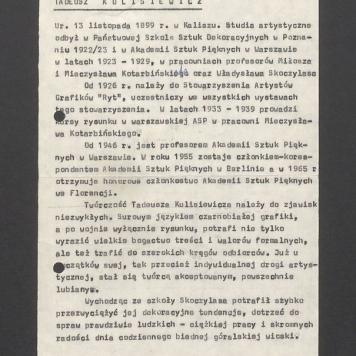 TADEUSZ KULISIEWICZ
Ur. 13 listopada 1899 r. w Kaliszu. Studia artystyczne
odbył w Państwowej Szkole Sztuk Dekoracyjnych w Pozna-
niu 1922/23 i w Akademii Sztuk Pięknych w Warszawie
w latach 1923 - 1929, w pracowniach profesorów Miłosza
i Mieczysława Kotarbińskiego oraz Władysława Skoczylasa
Od 1926 r. należy do Stowarzyszenia Artystów
Grafików "Ryt", uczestniczy we wszystkich wystawach
tego stowarzyszenia. W latach 1933 - 1939 prowadzi
kursy rysunku w warszawskiej ASP w pracowni Mieczysła-
wa Kotarbińskiego.
Od 1946 r. jest profesorem Akademii Sztuk Pięk-
nych w Warszawie. W roku 1955 zostaje członkiem-kores-
pondentem Akademii Sztuk Pięknych w Berlinie a w 1965 r
otrzymuje honorowe członkostwo Akademii Sztuk Pięknych
we Florencji.
Twórczość Tadeusza Kulisiewicza należy do zjawisk
niezwykłych. Surowym językiem czarnobiałej grafiki,
a po wojnie wyłącznie rysunku, potrafi nie tylko
wyrazić wielkie bogactwo treści i walorów formalnych,
ale też trafić do szerokich kręgów odbiorców. Już u
początków swej, tak przecież indywidualnej drogi artys-
tycznej, stał się twórcą akceptowanym, powszechnie
lubianym.
Wychodząc ze szkoły Skoczylasa potrafił szybko
przezwyciężyć jej dekoracyjne tendencje, dotrzeć do
spraw prawdziwie ludzkich - ciężkiej pracy i skromnych
radości dnia codziennego biednej góralskiej wioski.